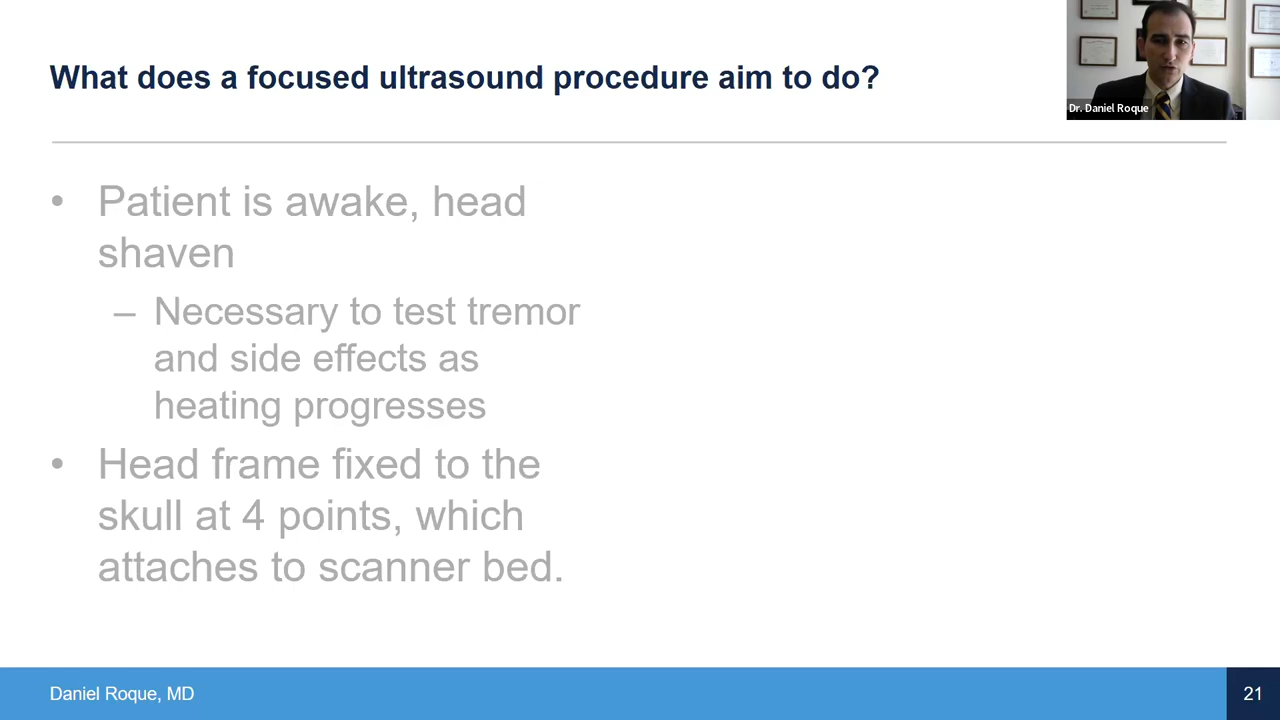 What does a focused ultrasound procedure aim to do?
Dr. Daniel Roque
• Patient is awake, head
shaven
– Necessary to test tremor
and side effects as
heating progresses
• Head frame fixed to the
skull at 4 points, which
attaches to scanner bed.
Daniel Roque, MD
21